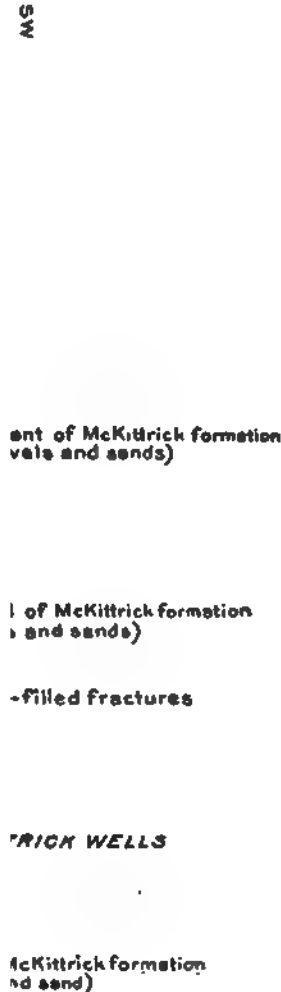 SW
ent of McKittrick formation
vels and sands)
l of McKittrick formation
s and sands)
-filled fractures
TRICK WELLS
McKittrick formation
nd sand)